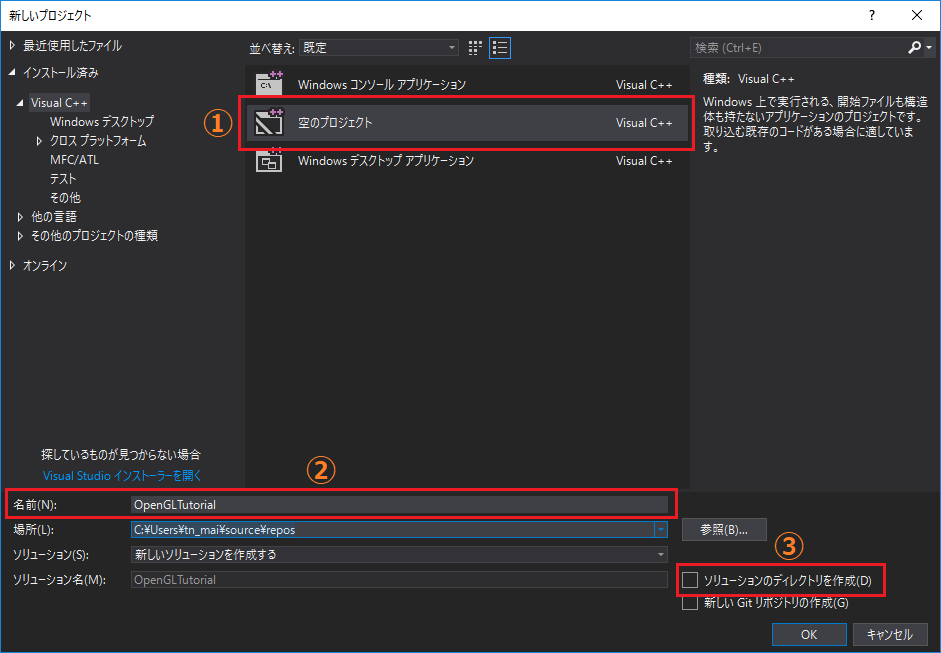 新しいプロジェクト
?
最近使用したファイル
インストール済み
Visual C++
Windows デスクトップ
クロス プラットフォーム
MFC/ATL
テスト
その他
他の言語
その他のプロジェクトの種類
オンライン
探しているものが見つからない場合
Visual Studio インストーラーを開く
並べ替え: 既定
Windows コンソール アプリケーション Visual C++
① 空のプロジェクト Visual C++
Windows デスクトップ アプリケーション Visual C++
検索 (Ctrl+E)
種類: Visual C++
Windows 上で実行される、開始ファイルも構造
体も持たないアプリケーションのプロジェクトです。
取り込む既存のコードがある場合に適していま
す。
②
名前(N): OpenGLTutorial
場所(L): C:¥Users¥tn_mai¥source¥repos
参照(B)...
ソリューション(S): 新しいソリューションを作成する
ソリューション名(M): OpenGLTutorial
③
ソリューションのディレクトリを作成(D)
新しい Git リポジトリの作成(G)
OK キャンセル